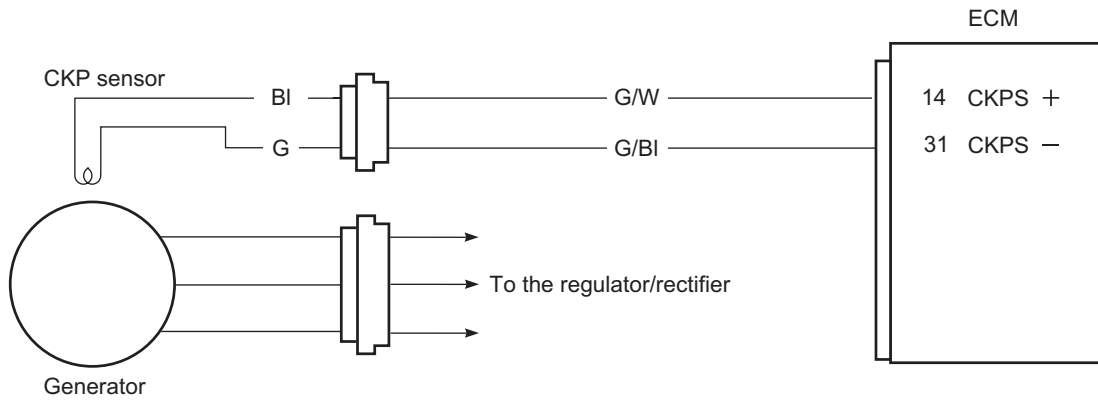 ECM
CKP sensor
Bl
G/W
14 CKPS +
G
G/Bl
31 CKPS –
To the regulator/rectifier
Generator